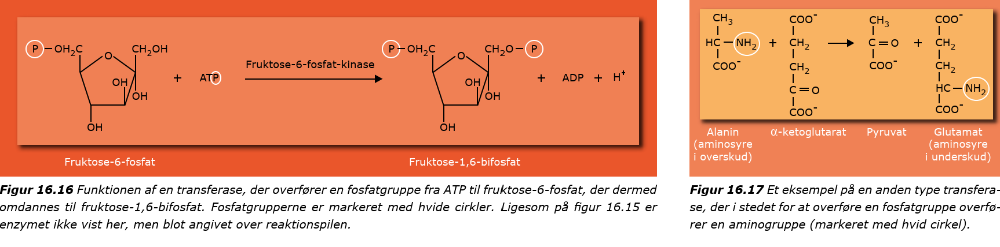 P OH₂C O CH₂OH OH OH OH
+ ATP
Fruktose-6-fosfat-kinase
P OH₂C O CH₂O P OH OH OH
+ ADP + H⁺
Fruktose-6-fosfat
Fruktose-1,6-bifosfat
Figur 16.16 Funktionen af en transferase, der overfører en fosfatgruppe fra ATP til fruktose-6-fosfat, der dermed
omdannes til fruktose-1,6-bifosfat. Fosfatgrupperne er markeret med hvide cirkler. Ligesom på figur 16.15 er
enzymet ikke vist her, men blot angivet over reaktionspilen.
CH₃
HC NH₂
COO⁻
+
COO⁻
CH₂
CH₂
C=O
COO⁻
CH₃
C=O
COO⁻
+
COO⁻
CH₂
CH₂
HC NH₂
COO⁻
Alanin
(aminosyre
i overskud)
α-ketoglutarat
Pyruvat
Glutamat
(aminosyre
i underskud)
Figur 16.17 Et eksempel på en anden type transfera-
se, der i stedet for at overføre en fosfatgruppe overfø-
rer en aminogruppe (markeret med hvid cirkel).